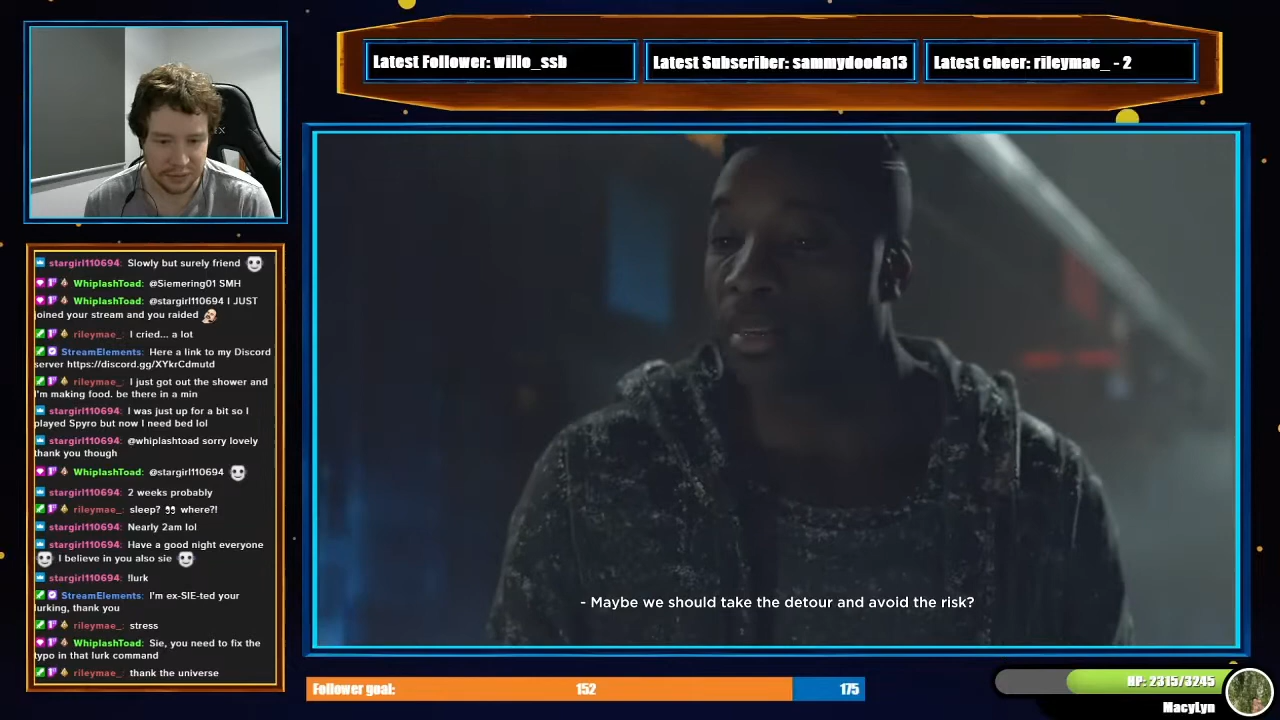 Latest Follower: willo_ssb
Latest Subscriber: sammydooda13
Latest cheer: rileymae_ - 2
stargirl110694: Slowly but surely friend
WhiplashToad: @Siemering01 SMH
WhiplashToad: @stargirl110694 I JUST
joined your stream and you raided
rileymae_: I cried... a lot
StreamElements: Here a link to my Discord
server https://discord.gg/XYkrCdmutd
rileymae_: I just got out the shower and
I'm making food. be there in a min
stargirl110694: I was just up for a bit so I
played Spyro but now I need bed lol
stargirl110694: @whiplashtoad sorry lovely
thank you though
WhiplashToad: @stargirl110694
stargirl110694: 2 weeks probably
rileymae_: sleep? 👀 where?!
stargirl110694: Nearly 2am lol
stargirl110694: Have a good night everyone
I believe in you also sie
stargirl110694: !lurk
StreamElements: I'm ex-SIE-ted your
lurking, thank you
rileymae_: stress
WhiplashToad: Sie, you need to fix the
typo in that lurk command
rileymae_: thank the universe
- Maybe we should take the detour and avoid the risk?
Follower goal: 152 175
HP: 2315/3245
MacyLyn